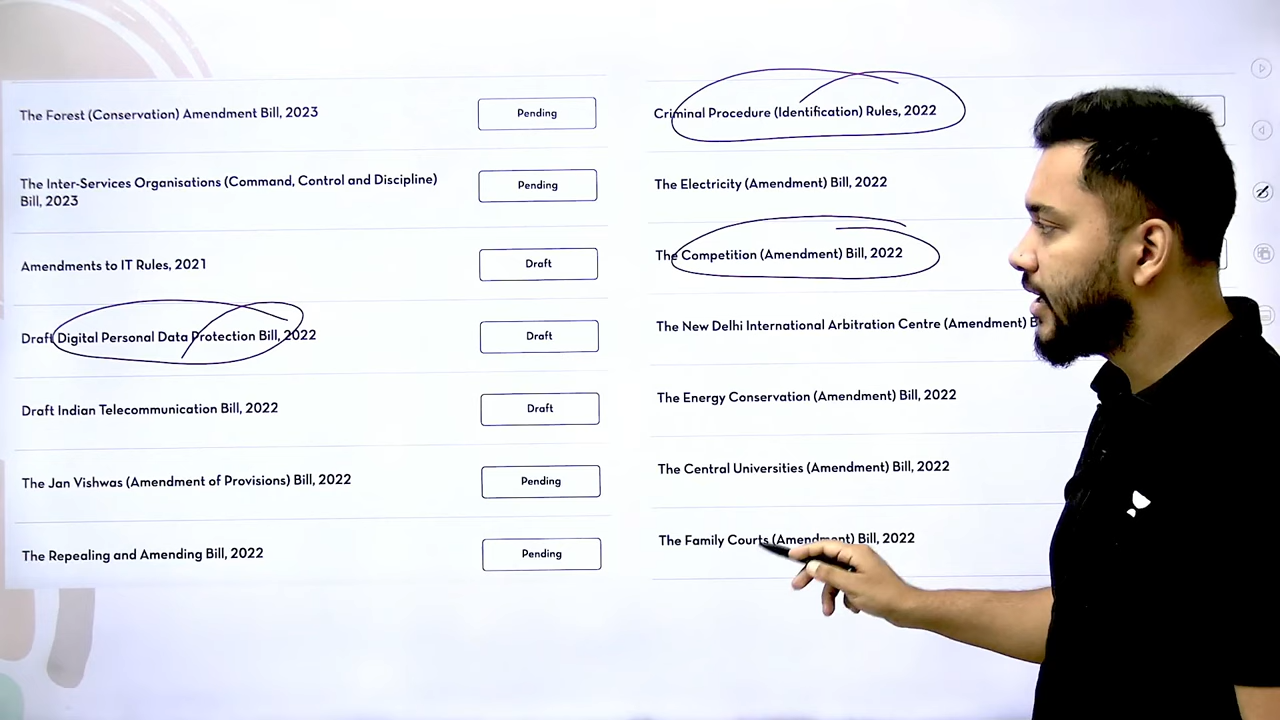 The Forest (Conservation) Amendment Bill, 2023
Pending
The Inter-Services Organisations (Command, Control and Discipline)
Bill, 2023
Pending
Amendments to IT Rules, 2021
Draft
Draft Digital Personal Data Protection Bill, 2022
Draft
Draft Indian Telecommunication Bill, 2022
Draft
The Jan Vishwas (Amendment of Provisions) Bill, 2022
Pending
The Repealing and Amending Bill, 2022
Pending
Criminal Procedure (Identification) Rules, 2022
The Electricity (Amendment) Bill, 2022
The Competition (Amendment) Bill, 2022
The New Delhi International Arbitration Centre (Amendment)
The Energy Conservation (Amendment) Bill, 2022
The Central Universities (Amendment) Bill, 2022
The Family Courts (Amendment) Bill, 2022